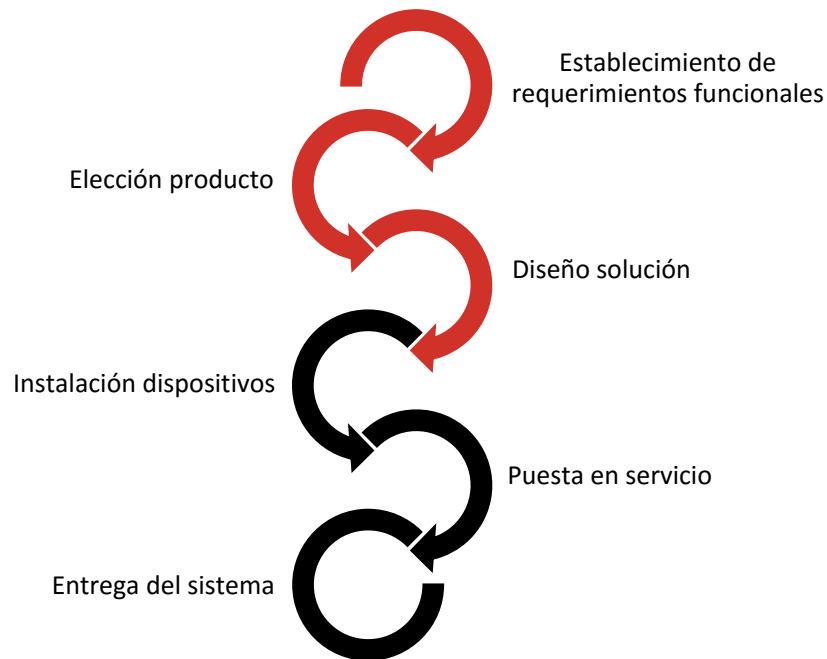 Establecimiento de
requerimientos funcionales
Elección producto
Diseño solución
Instalación dispositivos
Puesta en servicio
Entrega del sistema